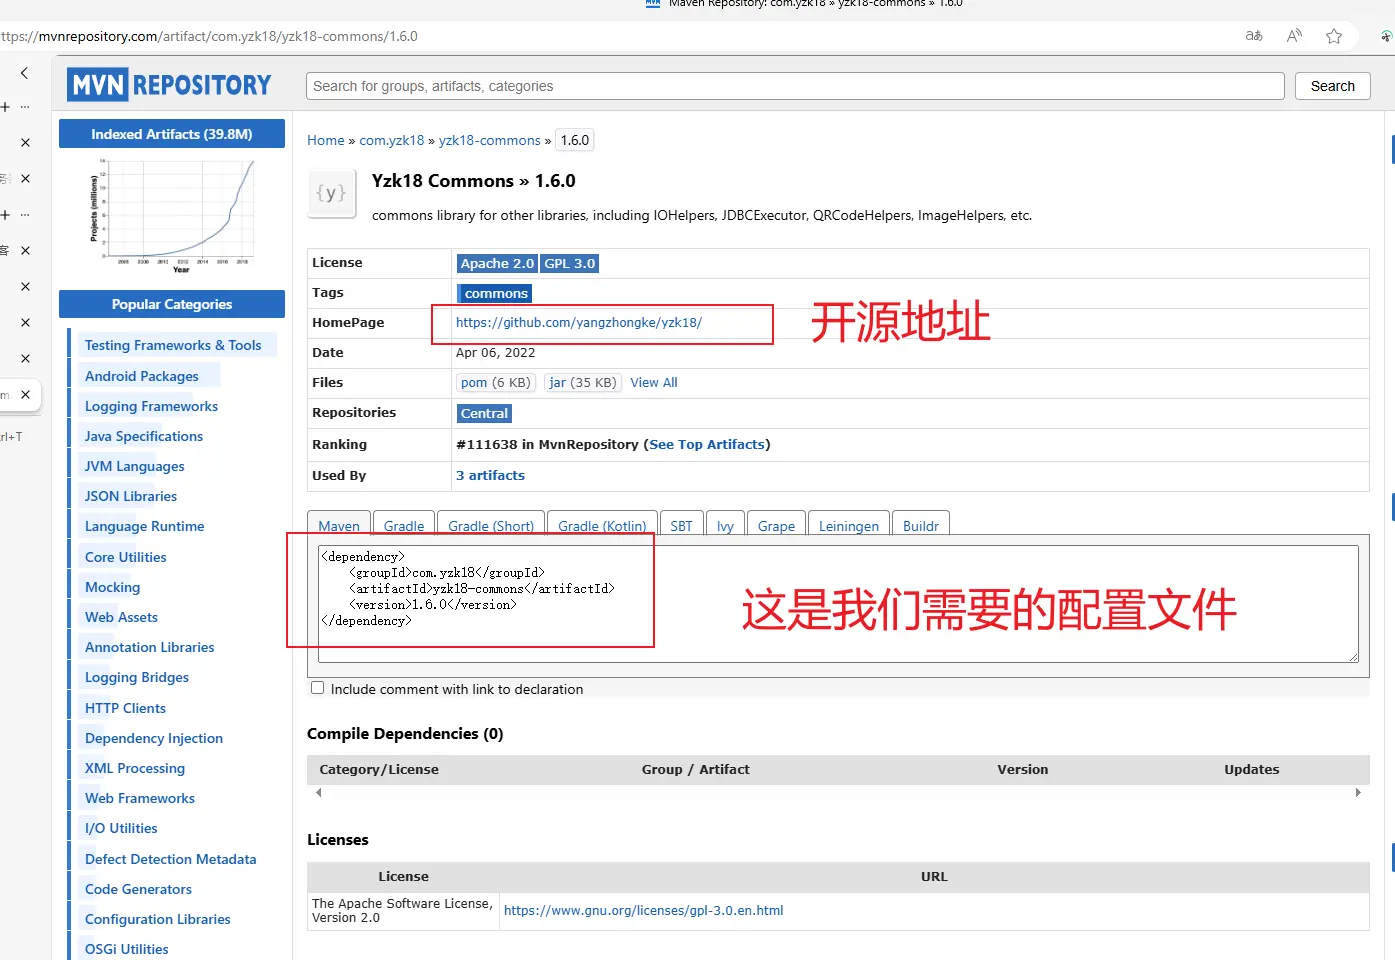 Maven Repository: com.yzk18 » yzk18-commons » 1.6.0
ttps://mvnrepository.com/artifact/com.yzk18/yzk18-commons/1.6.0
MVN REPOSITORY
Search for groups, artifacts, categories
Search
Indexed Artifacts (39.8M)
Projects (millions)
Year
Popular Categories
Testing Frameworks & Tools
Android Packages
Logging Frameworks
Java Specifications
JVM Languages
JSON Libraries
Language Runtime
Core Utilities
Mocking
Web Assets
Annotation Libraries
Logging Bridges
HTTP Clients
Dependency Injection
XML Processing
Web Frameworks
I/O Utilities
Defect Detection Metadata
Code Generators
Configuration Libraries
OSGi Utilities
Home » com.yzk18 » yzk18-commons » 1.6.0
{y}
Yzk18 Commons » 1.6.0
commons library for other libraries, including IOHelpers, JDBCExecutor, QRCodeHelpers, ImageHelpers, etc.
License Apache 2.0 GPL 3.0
Tags commons
HomePage https://github.com/yangzhongke/yzk18/
开源地址
Date Apr 06, 2022
Files pom (6 KB) jar (35 KB) View All
Repositories Central
Ranking #111638 in MvnRepository (See Top Artifacts)
Used By 3 artifacts
Maven Gradle Gradle (Short) Gradle (Kotlin) SBT Ivy Grape Leiningen Buildr
<dependency>
<groupId>com.yzk18</groupId>
<artifactId>yzk18-commons</artifactId>
<version>1.6.0</version>
</dependency>
这是我们需要的配置文件
Include comment with link to declaration
Compile Dependencies (0)
Category/License Group / Artifact Version Updates
Licenses
License URL
The Apache Software License, Version 2.0 https://www.gnu.org/licenses/gpl-3.0.en.html